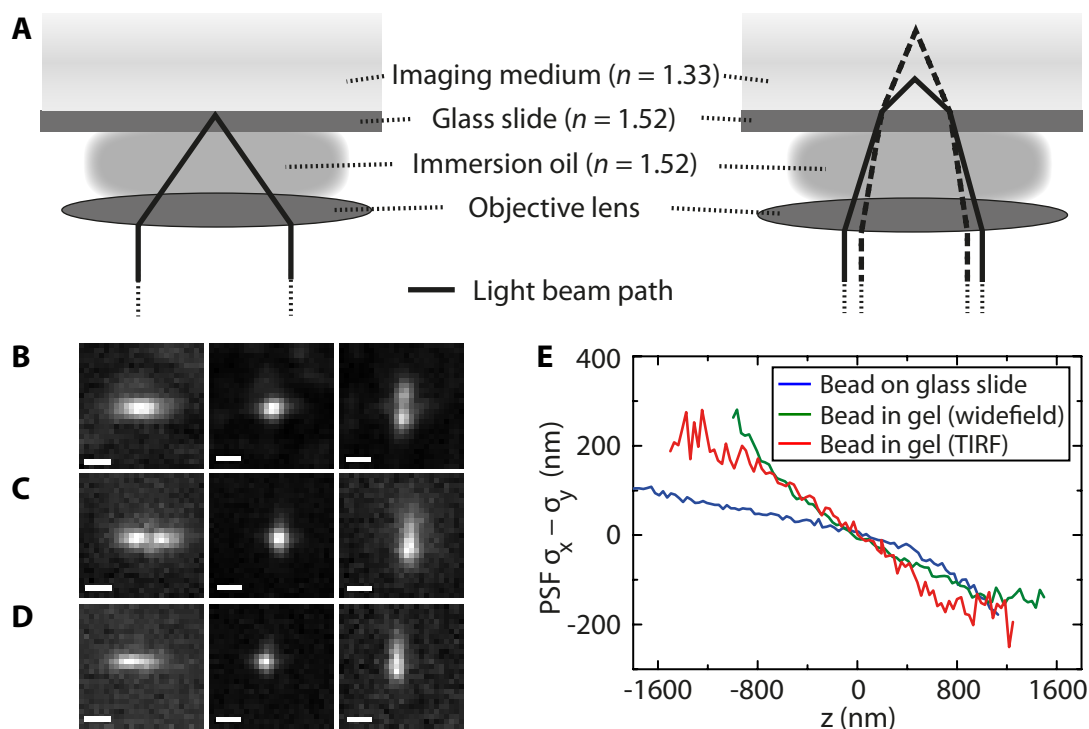 A
Imaging medium (n = 1.33)
Glass slide (n = 1.52)
Immersion oil (n = 1.52)
Objective lens
Light beam path
B
C
D
E
400
200
0
-200
PSF σx – σy (nm)
Bead on glass slide
Bead in gel (widefield)
Bead in gel (TIRF)
-1600 -800 0 800 1600
z (nm)